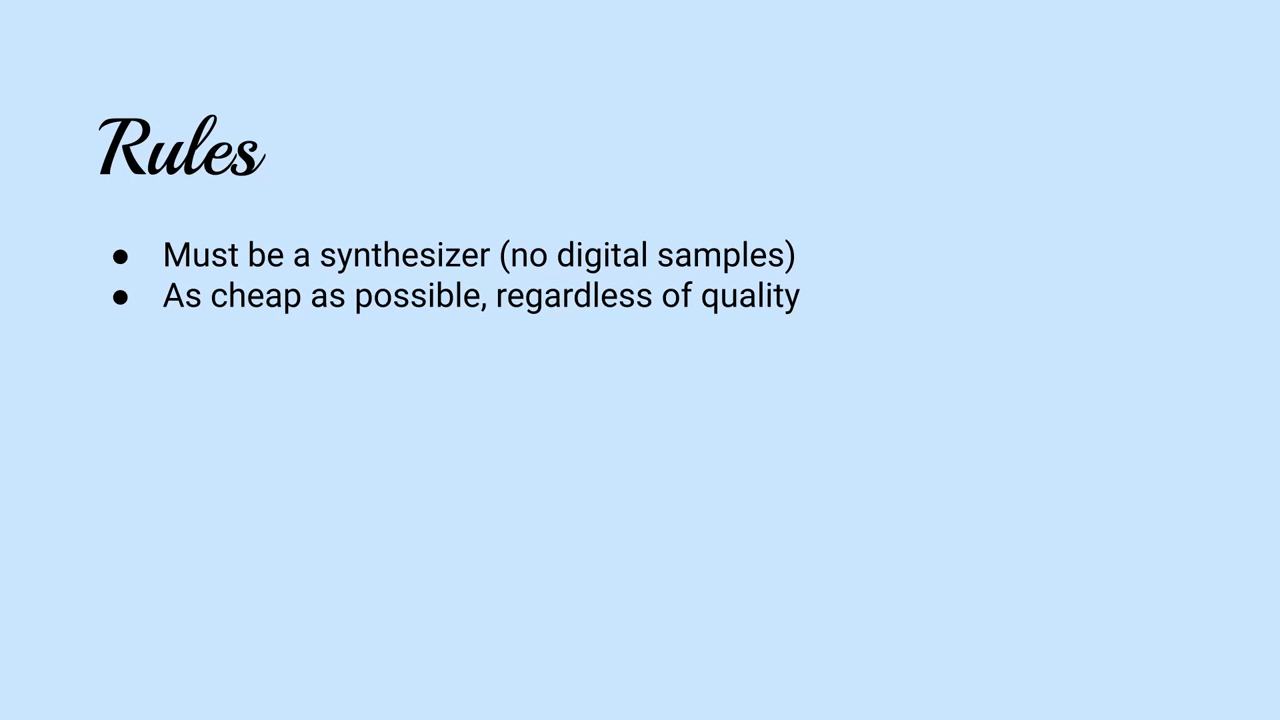 Rules
● Must be a synthesizer (no digital samples)
● As cheap as possible, regardless of quality